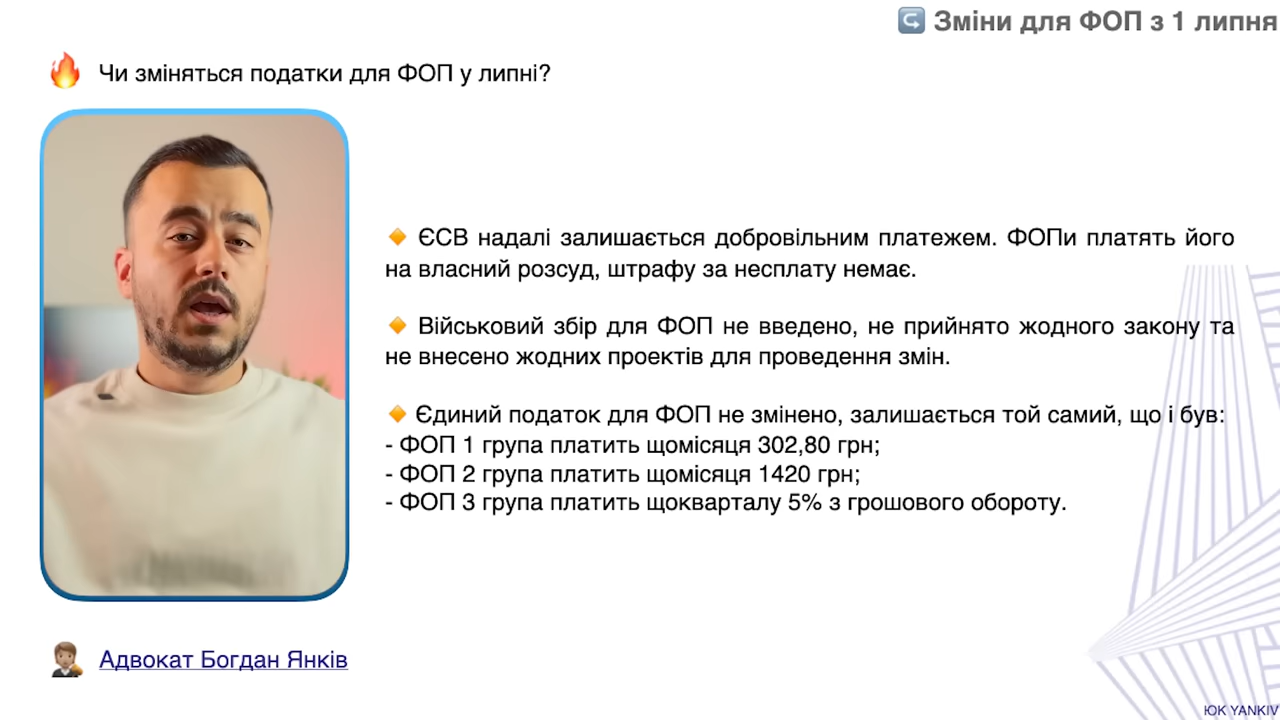 Зміни для ФОП з 1 липня
Чи зміняться податки для ФОП у липні?
ЄСВ надалі залишається добровільним платежем. ФОПи платять його
на власний розсуд, штрафу за несплату немає.
Військовий збір для ФОП не введено, не прийнято жодного закону та
не внесено жодних проектів для проведення змін.
Єдиний податок для ФОП не змінено, залишається той самий, що і був:
- ФОП 1 група платить щомісяця 302,80 грн;
- ФОП 2 група платить щомісяця 1420 грн;
- ФОП 3 група платить щокварталу 5% з грошового обороту.
Адвокат Богдан Янків
ЮК YANKIV